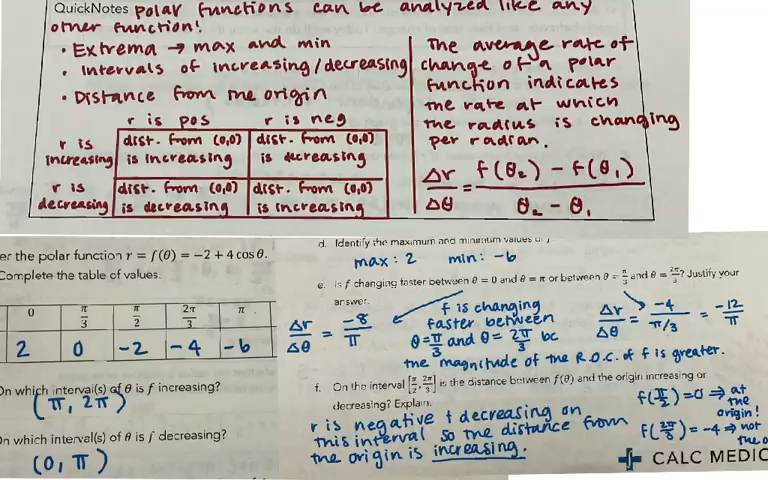 QuickNotes polar functions can be analyzed like any
other function!
• Extrema → max and min
• Intervals of increasing/decreasing
• Distance from the origin
r is pos r is neg
r is increasing dist. from (0,0) is increasing dist. from (0,0) is decreasing
r is decreasing dist. from (0,0) is decreasing dist. from (0,0) is increasing
The average rate of
change of a polar
function indicates
the rate at which
the radius is changing
per radian.
Δr/Δθ = f(θ₂) - f(θ₁) / θ₂ - θ₁
er the polar function r = f(θ) = −2 + 4 cos θ.
Complete the table of values.
0 π/3 π/2 2π/3 π
2 0 -2 -4 -6
On which interval(s) of θ is f increasing?
(π, 2π)
On which interval(s) of θ is f decreasing?
(0, π)
d. Identify the maximum and minimum values of f
max: 2 min: -6
e. Is f changing faster between θ = 0 and θ = π or between θ = π/3 and θ = 2π/3? Justify your
answer.
Δr/Δθ = -8/π
f is changing
faster between
θ=π/3 and θ=2π/3 bc
the magnitude of the R.O.C. of f is greater.
Δr/Δθ = -4/π/3 = -12/π
f. On the interval [π/2, 2π/3] is the distance between f(θ) and the origin increasing or
decreasing? Explain.
r is negative + decreasing on
this interval so the distance from
the origin is increasing.
f(π/2)=0 ⇒ at
the
origin!
f(2π/3) = -4 ⇒ not
the o
CALC MEDIC